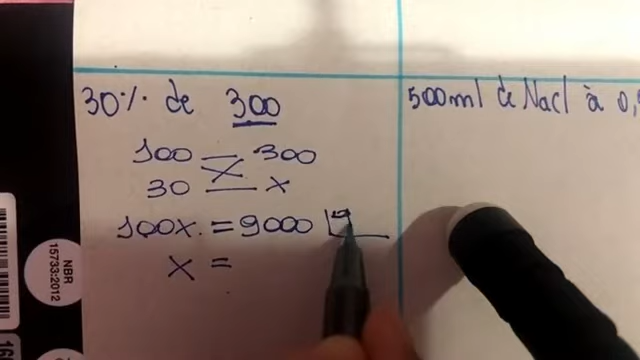 30% de 300
500ml de Nacl à 0,
100 300
30 x
100x. = 9000
x =
NBR
15733:2012